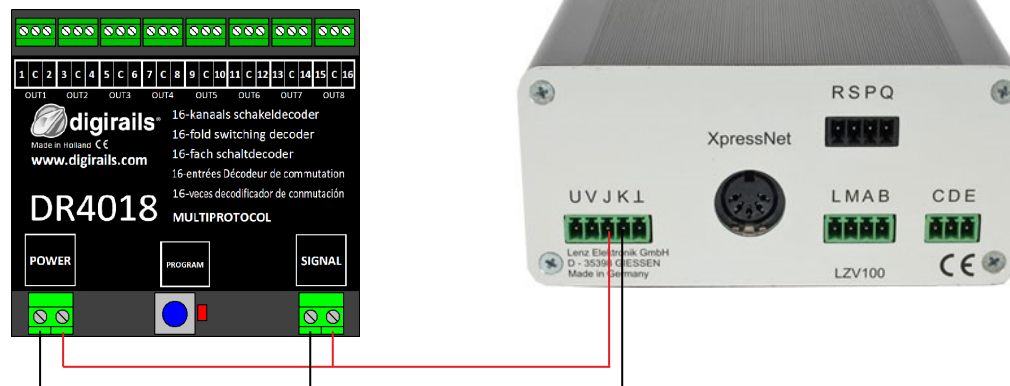 1 C 2 3 C 4 5 C 6 7 C 8 9 C 10 11 C 12 13 C 14 15 C 16
OUT1 OUT2 OUT3 OUT4 OUT5 OUT6 OUT7 OUT8
digirails®
Made in Holland CE
www.digirails.com
16-kanaals schakeldecoder
16-fold switching decoder
16-fach schaltdecoder
16-entrées Décodeur de commutation
16-veces decodificador de conmutación
DR4018
MULTIPROTOCOL
POWER
PROGRAM
SIGNAL
RSPQ
XpressNet
UVJK⊥
LMAB
CDE
Lenz Elektronik GmbH
D - 35398 GIESSEN
Made in Germany
LZV100
CE